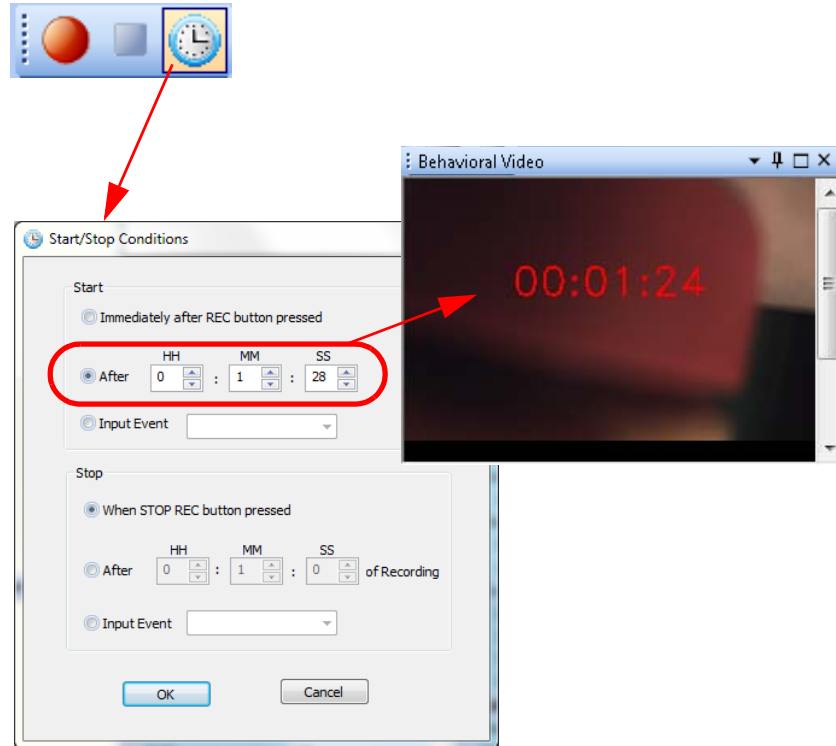 Behavioral Video
00:01:24
Start/Stop Conditions
Start
Immediately after REC button pressed
HH MM SS
After 0 : 1 : 28
Input Event
Stop
When STOP REC button pressed
HH MM SS
After 0 : 1 : 0 of Recording
Input Event
OK Cancel